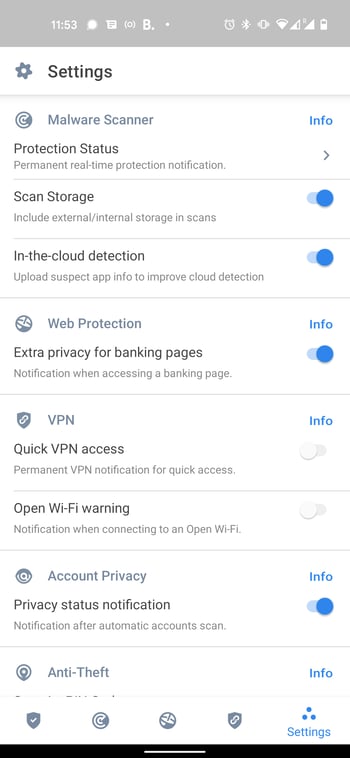 11:53 B.
Settings
Malware Scanner Info
Protection Status
Permanent real-time protection notification.
Scan Storage
Include external/internal storage in scans
In-the-cloud detection
Upload suspect app info to improve cloud detection
Web Protection Info
Extra privacy for banking pages
Notification when accessing a banking page.
VPN Info
Quick VPN access
Permanent VPN notification for quick access.
Open Wi-Fi warning
Notification when connecting to an Open Wi-Fi.
Account Privacy Info
Privacy status notification
Notification after automatic accounts scan.
Anti-Theft Info
Settings